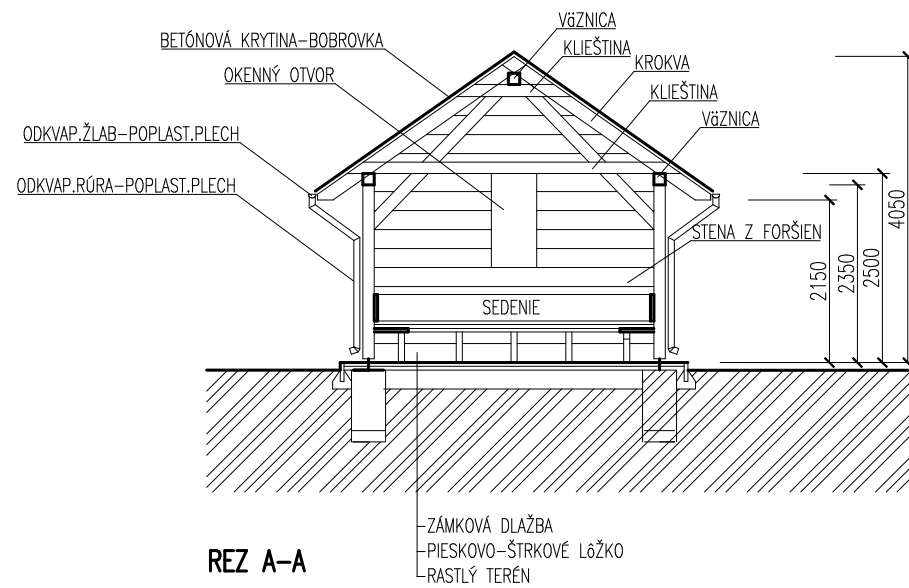 VäZNICA
BETÓNOVÁ KRYTINA-BOBROVKA
KLIEŠTINA
OKENNÝ OTVOR
KROKVA
KLIEŠTINA
VäZNICA
ODKVAP.ŽLAB-POPLAST.PLECH
ODKVAP.RÚRA-POPLAST.PLECH
STENA Z FORŠIEN
2150
2350
2500
4050
SEDENIE
ZÁMKOVÁ DLAŽBA
PIESKOVO-ŠTRKOVÉ LôŽKO
RASTLÝ TERÉN
REZ A-A